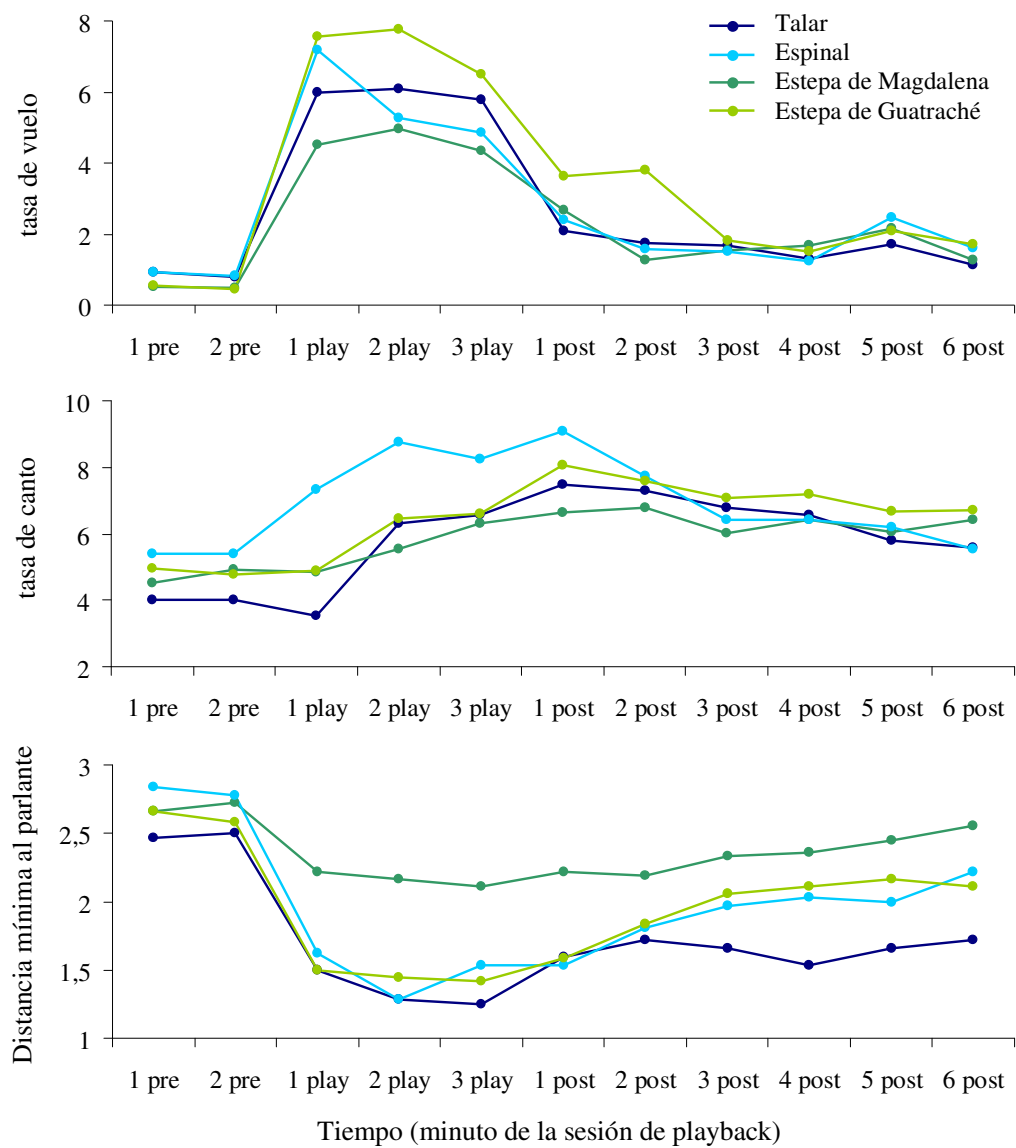 Talar
Espinal
Estepa de Magdalena
Estepa de Guatraché
tasa de vuelo
8
6
4
2
0
1 pre 2 pre 1 play 2 play 3 play 1 post 2 post 3 post 4 post 5 post 6 post
tasa de canto
10
8
6
4
2
1 pre 2 pre 1 play 2 play 3 play 1 post 2 post 3 post 4 post 5 post 6 post
Distancia mínima al parlante
3
2,5
2
1,5
1
1 pre 2 pre 1 play 2 play 3 play 1 post 2 post 3 post 4 post 5 post 6 post
Tiempo (minuto de la sesión de playback)